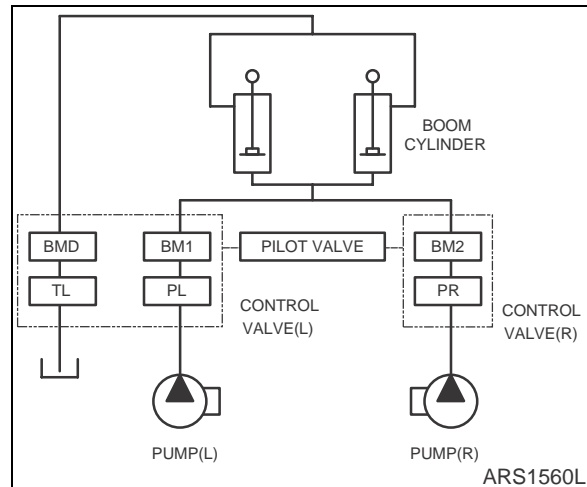 BOOM
CYLINDER
BMD
BM1
PILOT VALVE
BM2
TL
PL
PR
CONTROL
VALVE(L)
CONTROL
VALVE(R)
PUMP(L)
PUMP(R)
ARS1560L